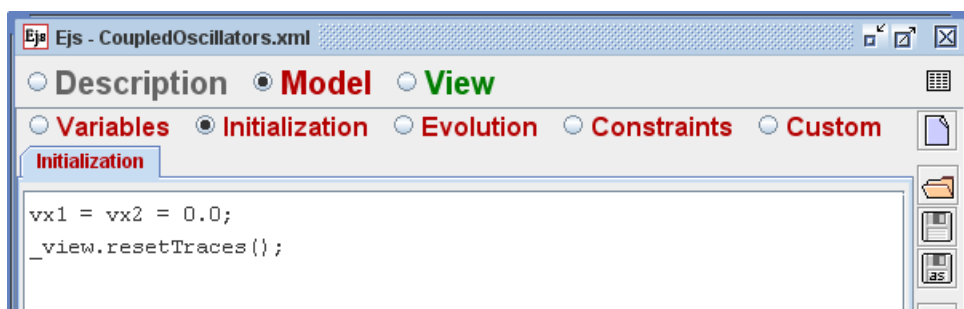 Ejs Ejs - CoupledOscillators.xml
Description Model View
Variables Initialization Evolution Constraints Custom
Initialization
vx1 = vx2 = 0.0;
_view.resetTraces();
as